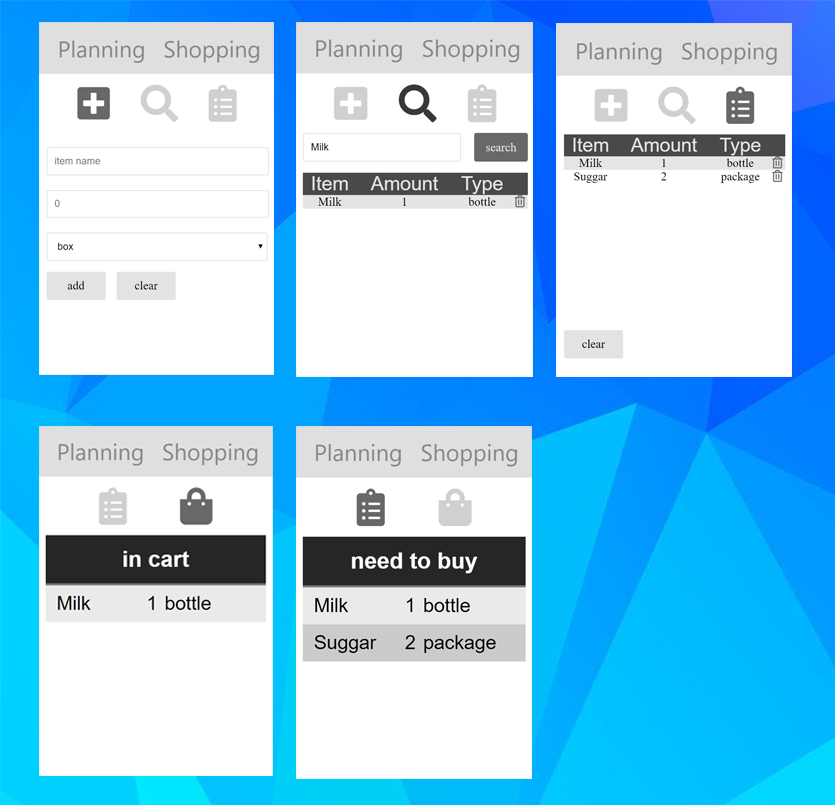 Planning Shopping
item name
0
box
add clear
Planning Shopping
Milk search
Item Amount Type
Milk 1 bottle
Planning Shopping
Item Amount Type
Milk 1 bottle
Suggar 2 package
clear
Planning Shopping
in cart
Milk 1 bottle
Planning Shopping
need to buy
Milk 1 bottle
Suggar 2 package